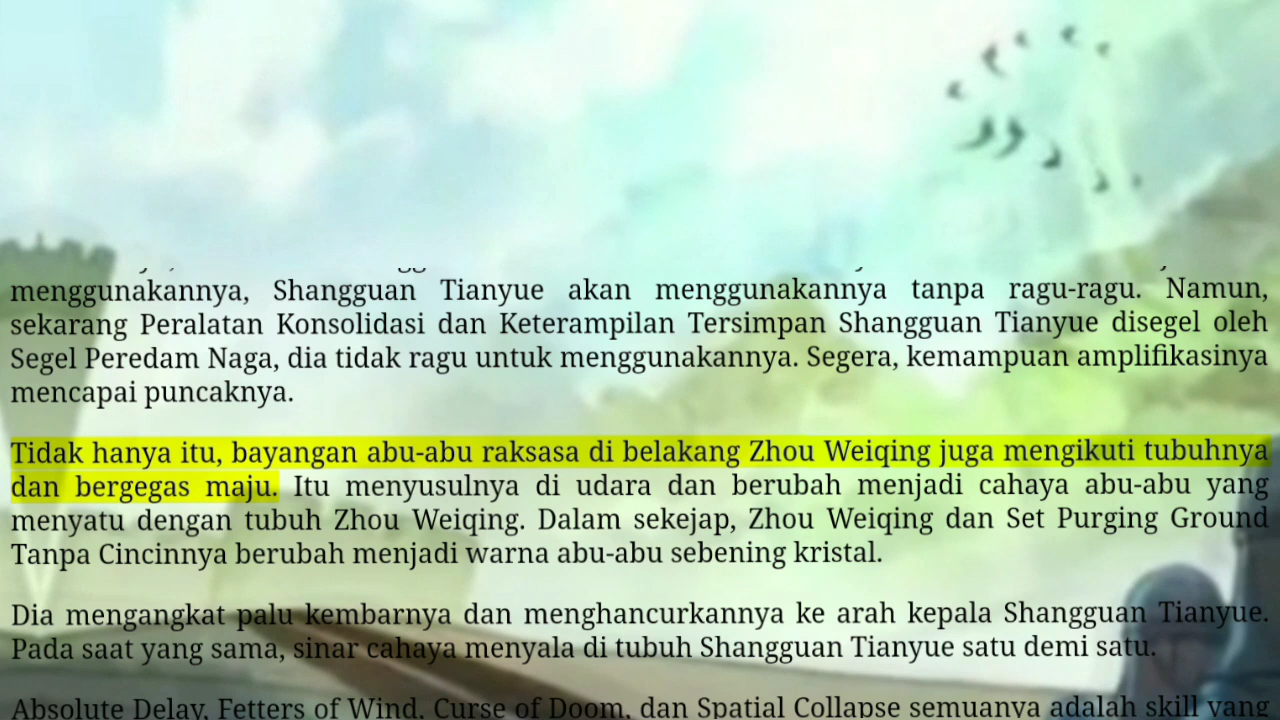 menggunakannya, Shangguan Tianyue akan menggunakannya tanpa ragu-ragu. Namun,
sekarang Peralatan Konsolidasi dan Keterampilan Tersimpan Shangguan Tianyue disegel oleh
Segel Peredam Naga, dia tidak ragu untuk menggunakannya. Segera, kemampuan amplifikasinya
mencapai puncaknya.
Tidak hanya itu, bayangan abu-abu raksasa di belakang Zhou Weiqing juga mengikuti tubuhnya
dan bergegas maju. Itu menyusulnya di udara dan berubah menjadi cahaya abu-abu yang
menyatu dengan tubuh Zhou Weiqing. Dalam sekejap, Zhou Weiqing dan Set Purging Ground
Tanpa Cincinnya berubah menjadi warna abu-abu sebening kristal.
Dia mengangkat palu kembarnya dan menghancurkannya ke arah kepala Shangguan Tianyue.
Pada saat yang sama, sinar cahaya menyala di tubuh Shangguan Tianyue satu demi satu.
Absolute Delay, Fetters of Wind, Curse of Doom, dan Spatial Collapse semuanya adalah skill yang